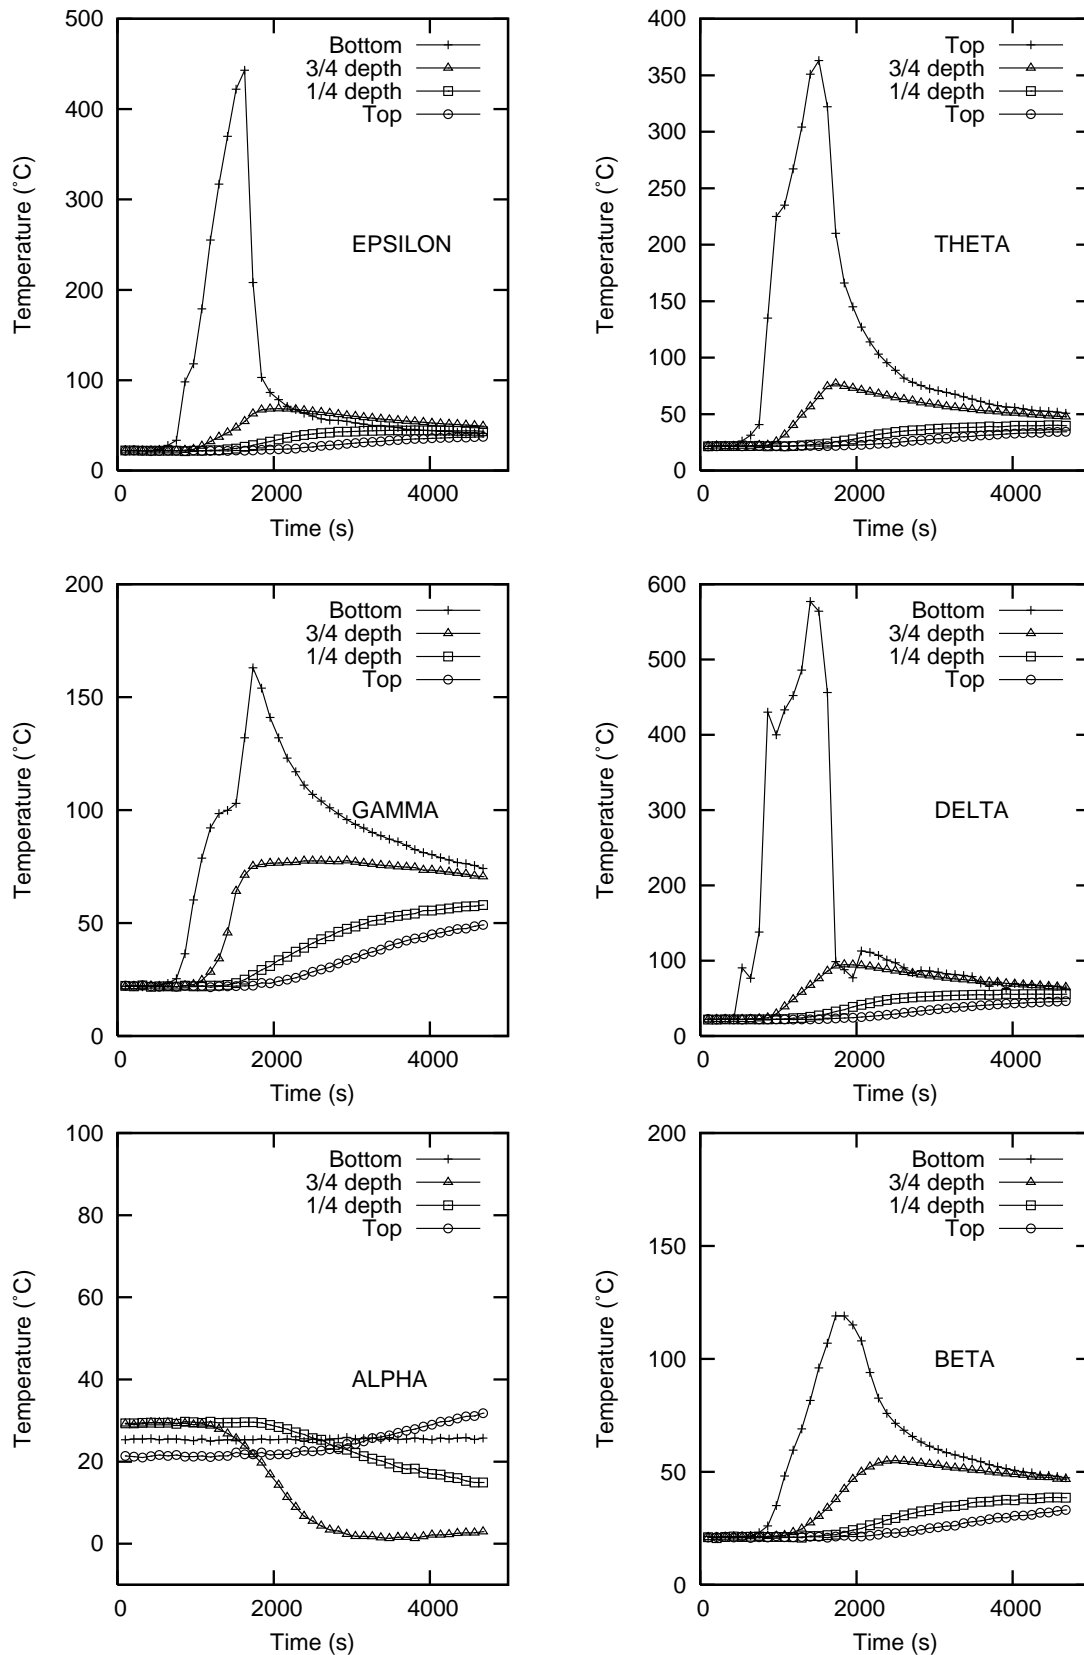 500
400
300
200
100
0
0
2000
4000
Temperature (°C)
Time (s)
Bottom
3/4 depth
1/4 depth
Top
EPSILON
400
350
300
250
200
150
100
50
0
0
2000
4000
Temperature (°C)
Time (s)
Top
3/4 depth
1/4 depth
Top
THETA
200
150
100
50
0
0
2000
4000
Temperature (°C)
Time (s)
Bottom
3/4 depth
1/4 depth
Top
GAMMA
600
500
400
300
200
100
0
0
2000
4000
Temperature (°C)
Time (s)
Bottom
3/4 depth
1/4 depth
Top
DELTA
100
80
60
40
20
0
0
2000
4000
Temperature (°C)
Time (s)
Bottom
3/4 depth
1/4 depth
Top
ALPHA
200
150
100
50
0
0
2000
4000
Temperature (°C)
Time (s)
Bottom
3/4 depth
1/4 depth
Top
BETA